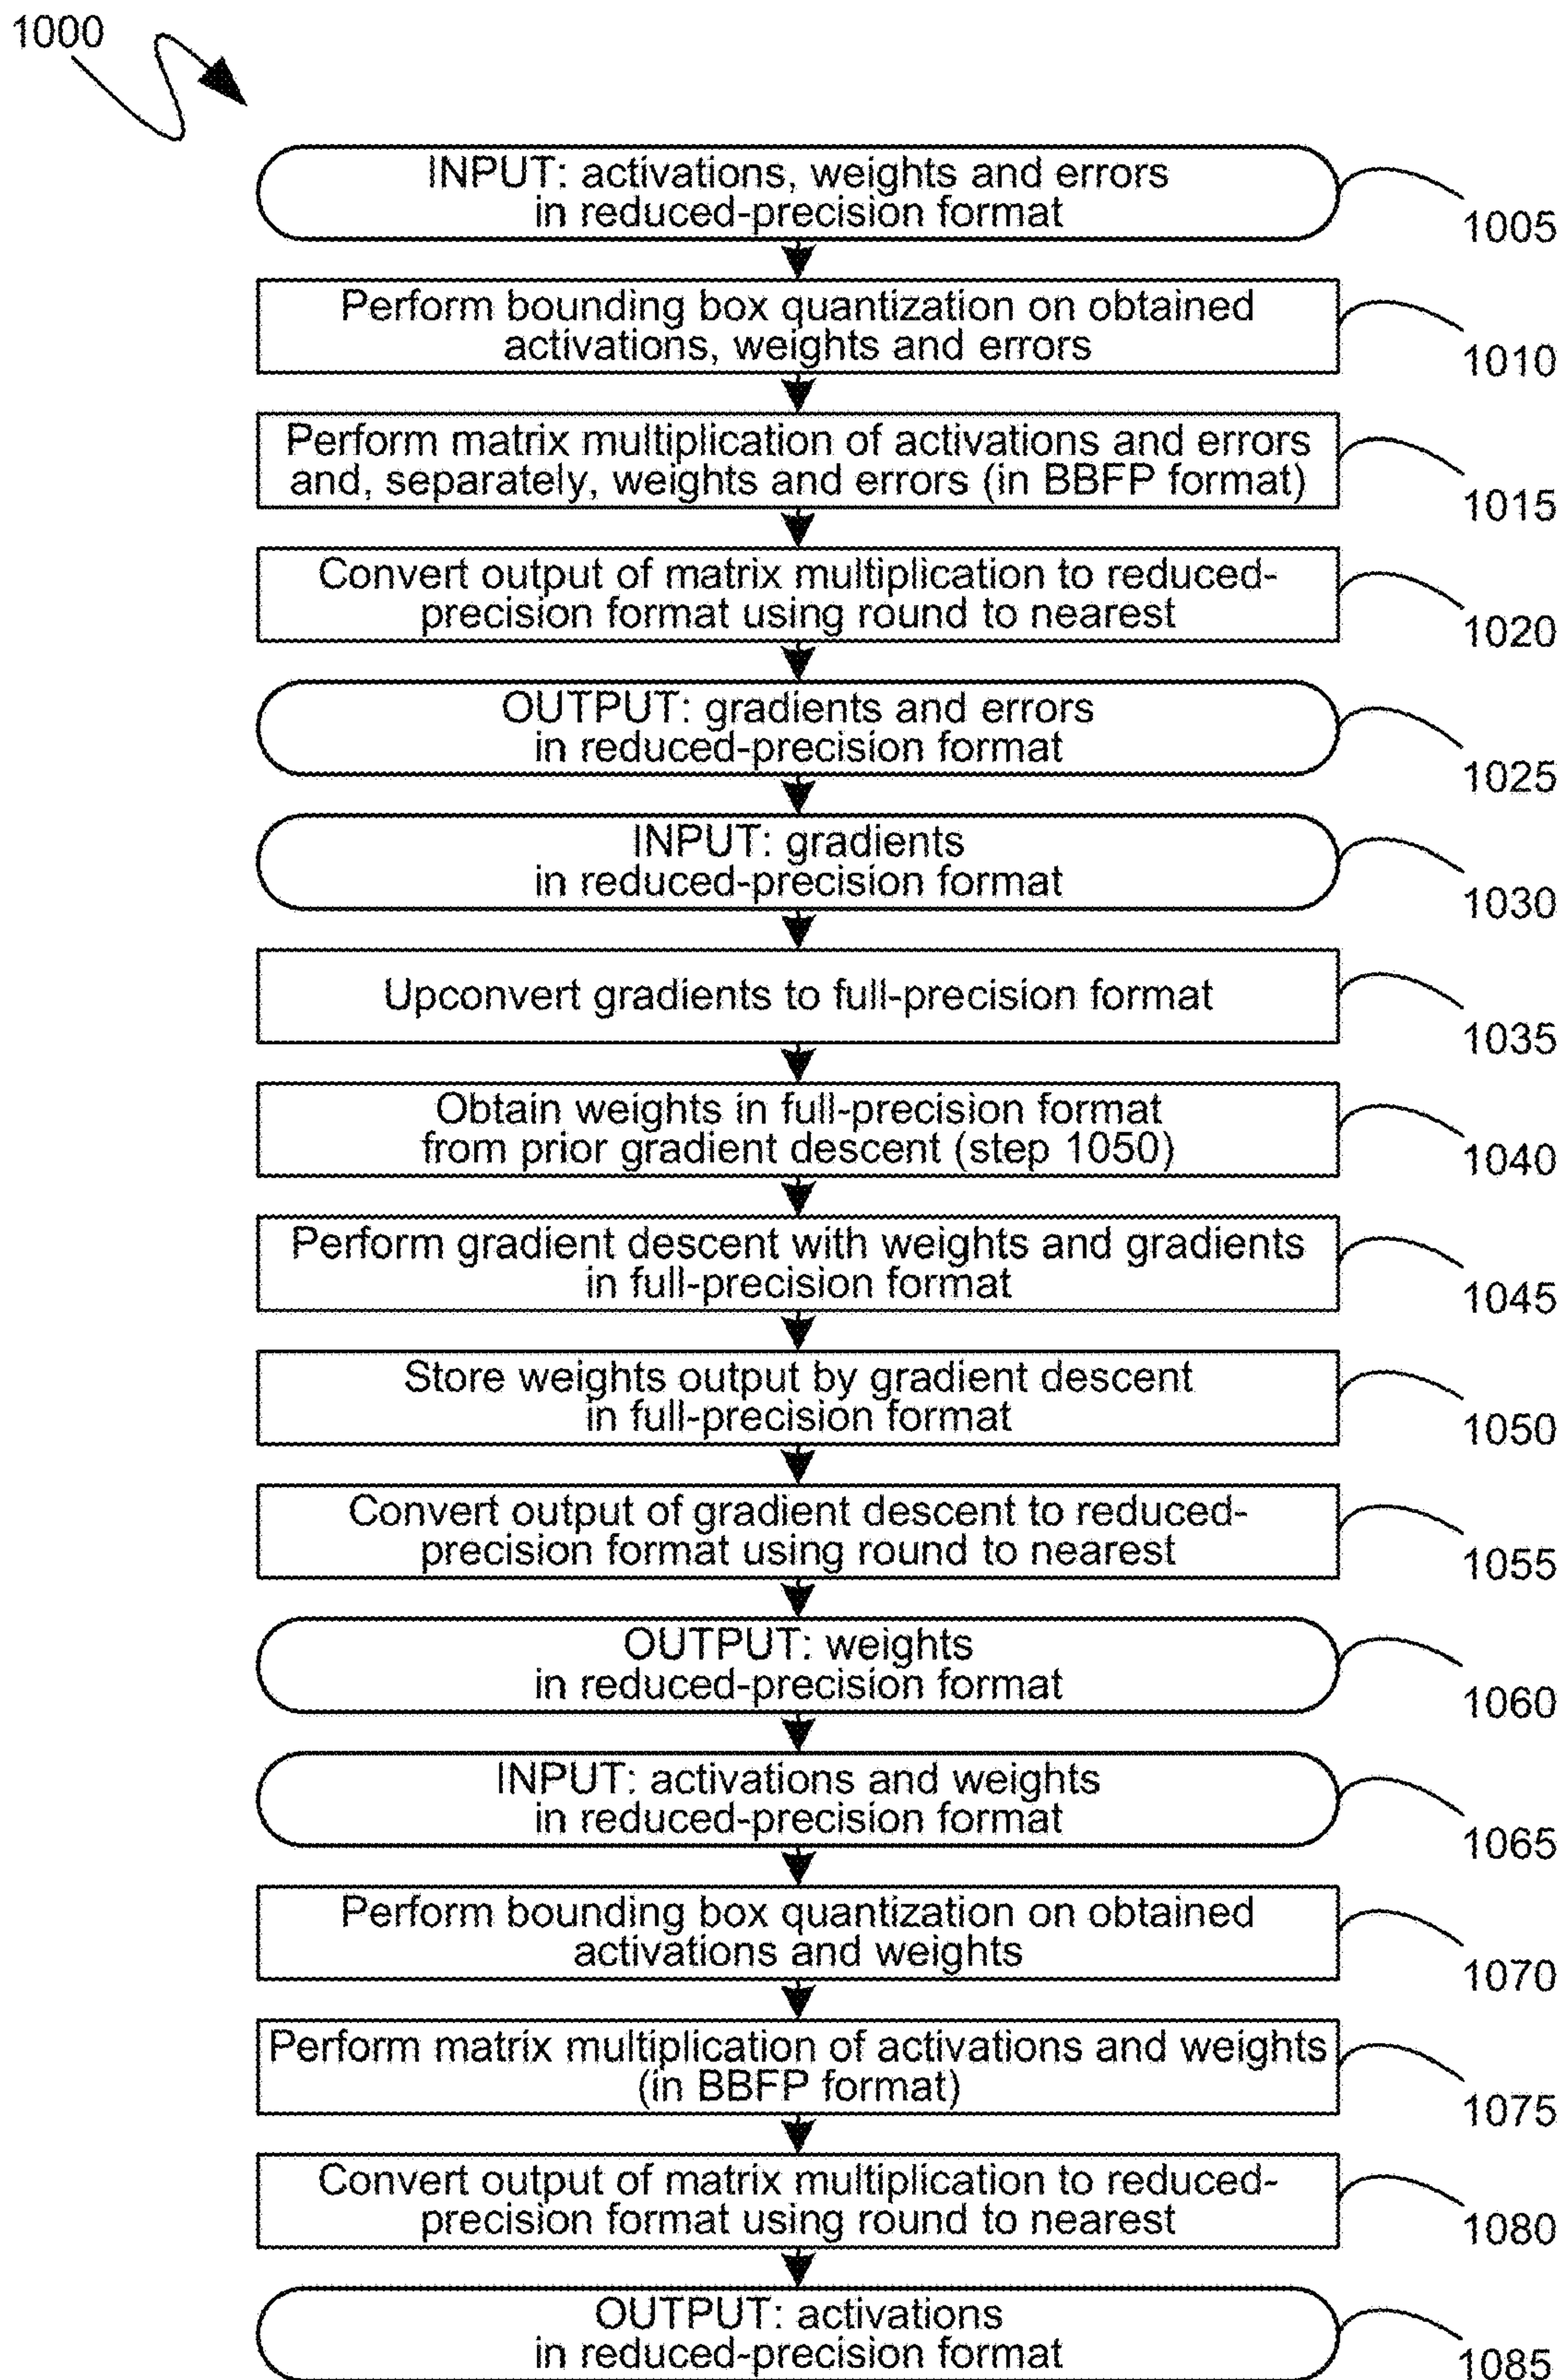 1000
INPUT: activations, weights and errors
in reduced-precision format
1005
Perform bounding box quantization on obtained
activations, weights and errors
1010
Perform matrix multiplication of activations and errors
and, separately, weights and errors (in BBFP format)
1015
Convert output of matrix multiplication to reduced-
precision format using round to nearest
1020
OUTPUT: gradients and errors
in reduced-precision format
1025
INPUT: gradients
in reduced-precision format
1030
Upconvert gradients to full-precision format
1035
Obtain weights in full-precision format
from prior gradient descent (step 1050)
1040
Perform gradient descent with weights and gradients
in full-precision format
1045
Store weights output by gradient descent
in full-precision format
1050
Convert output of gradient descent to reduced-
precision format using round to nearest
1055
OUTPUT: weights
in reduced-precision format
1060
INPUT: activations and weights
in reduced-precision format
1065
Perform bounding box quantization on obtained
activations and weights
1070
Perform matrix multiplication of activations and weights
(in BBFP format)
1075
Convert output of matrix multiplication to reduced-
precision format using round to nearest
1080
OUTPUT: activations
in reduced-precision format
1085